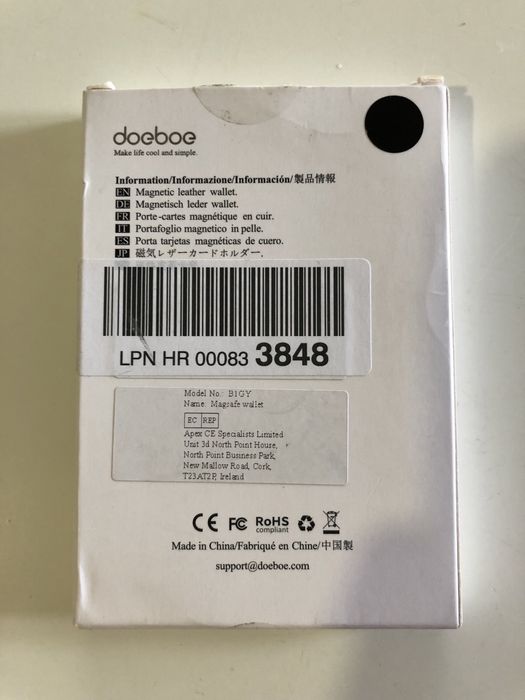 doeboe
Make life cool and simple.
Information/Informazione/Información/製品情報
EN Magnetic leather wallet.
DE Magnetisch leder wallet.
FR Porte-cartes magnétique en cuir.
IT Portafoglio magnetico in pelle.
ES Porta tarjetas magnéticas de cuero.
JP 磁気レザーカードホルダー.
LPN HR 00083 3848
Model No: B1GY
Name: Magsafe wallet
EC REP
Apex CE Specialists Limited
Unit 3d North Point House,
North Point Business Park,
New Mallow Road, Cork,
T23AT2P, Ireland
CE FC RoHS
compliant
Made in China/Fabriqué en Chine/中国製
support@doeboe.com